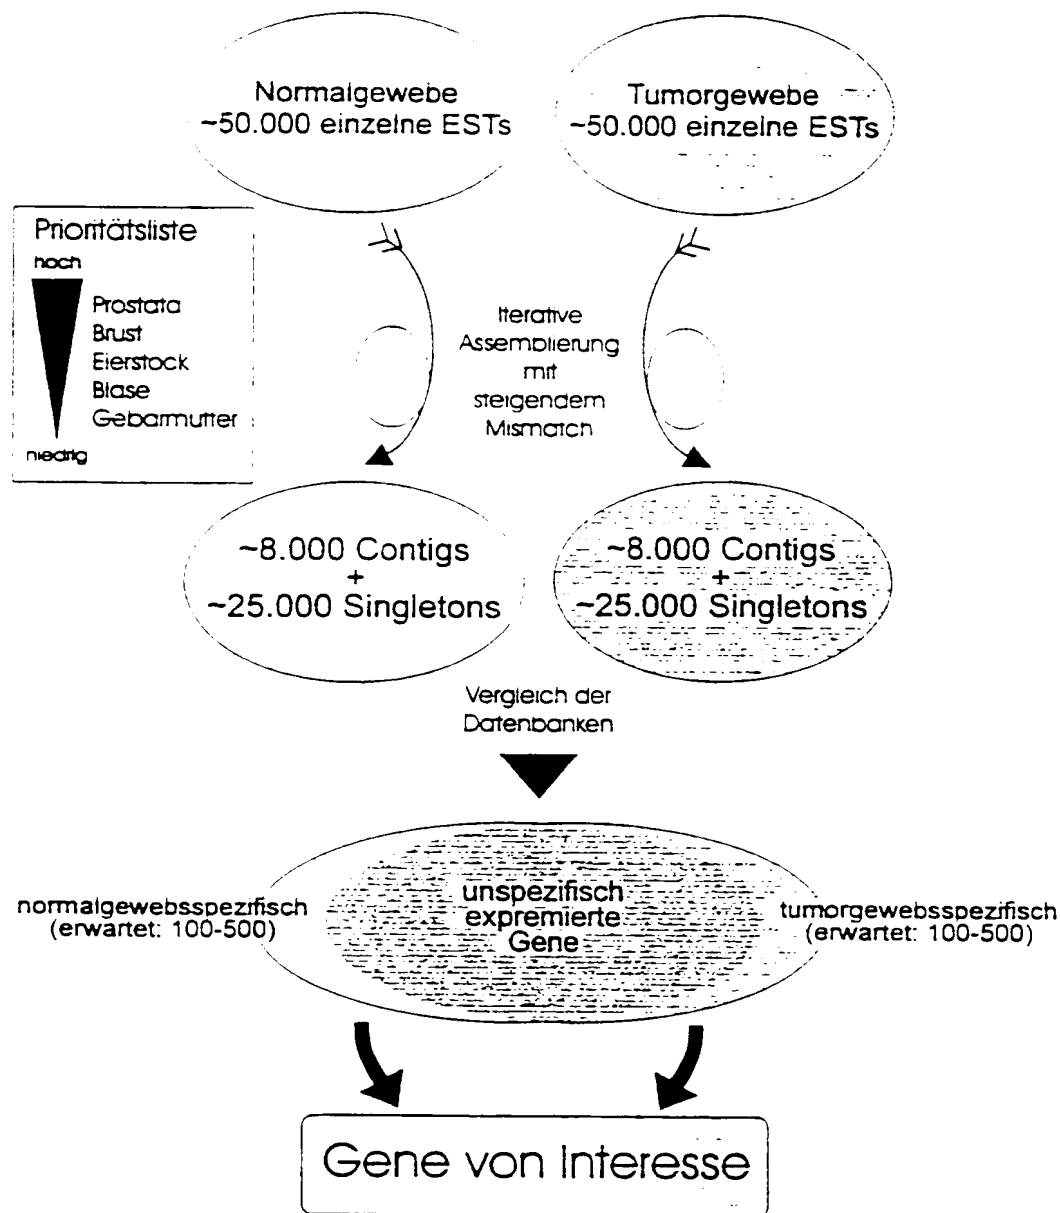 Normalgewebe
~50.000 einzelne ESTs
Tumorgewebe
~50.000 einzelne ESTs
Prioritätsliste
hoch
Prostata
Brust
Eierstock
Blase
Gebarmutter
niedrig
Iterative
Assemblierung
mit
steigendem
Mismatch
~8.000 Contigs
+
~25.000 Singletons
~8.000 Contigs
+
~25.000 Singletons
Vergleich der
Datenbanken
normalgewebsspezifisch
(erwartet: 100-500)
unspezifisch
expremierte
Gene
tumorgewebsspezifisch
(erwartet: 100-500)
Gene von Interesse